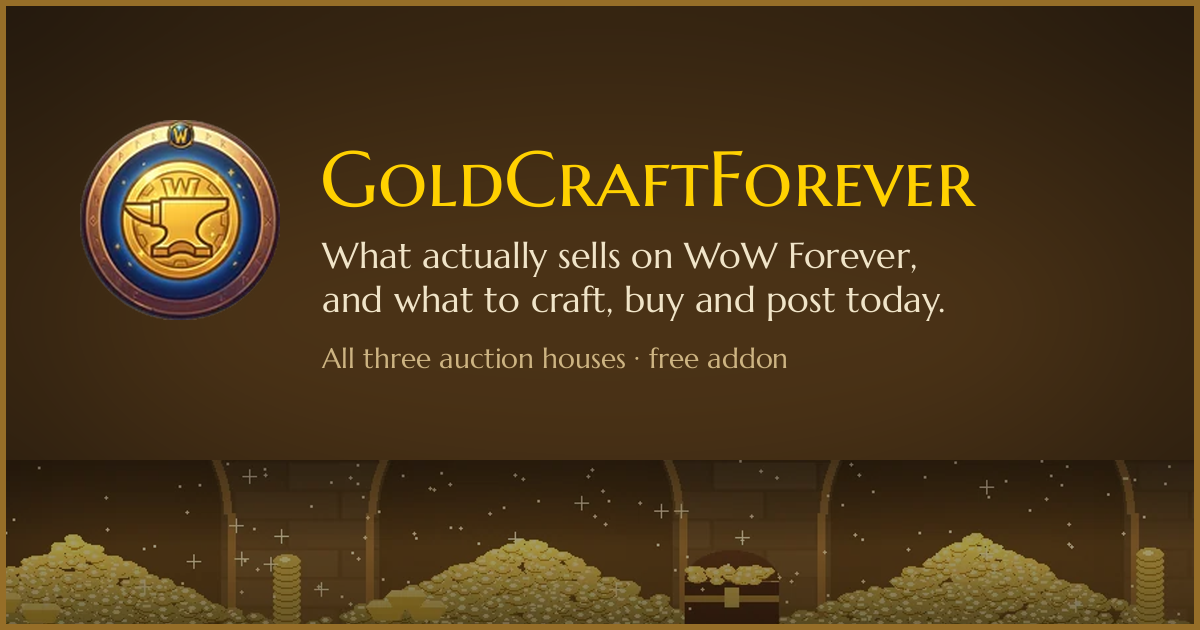 W
W
GoldCraftForever
What actually sells on WoW Forever,
and what to craft, buy and post today.
All three auction houses · free addon